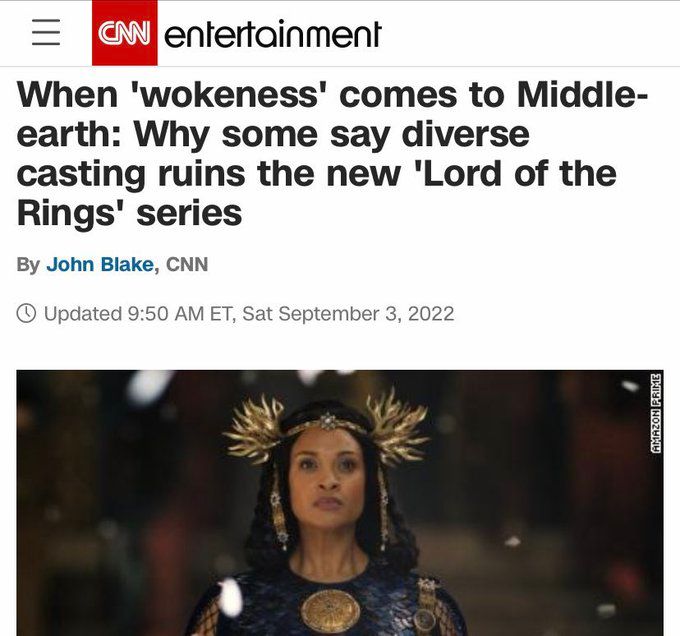 CNN entertainment
When 'wokeness' comes to Middle-
earth: Why some say diverse
casting ruins the new 'Lord of the
Rings' series
By John Blake, CNN
Updated 9:50 AM ET, Sat September 3, 2022
AMAZON PRIME